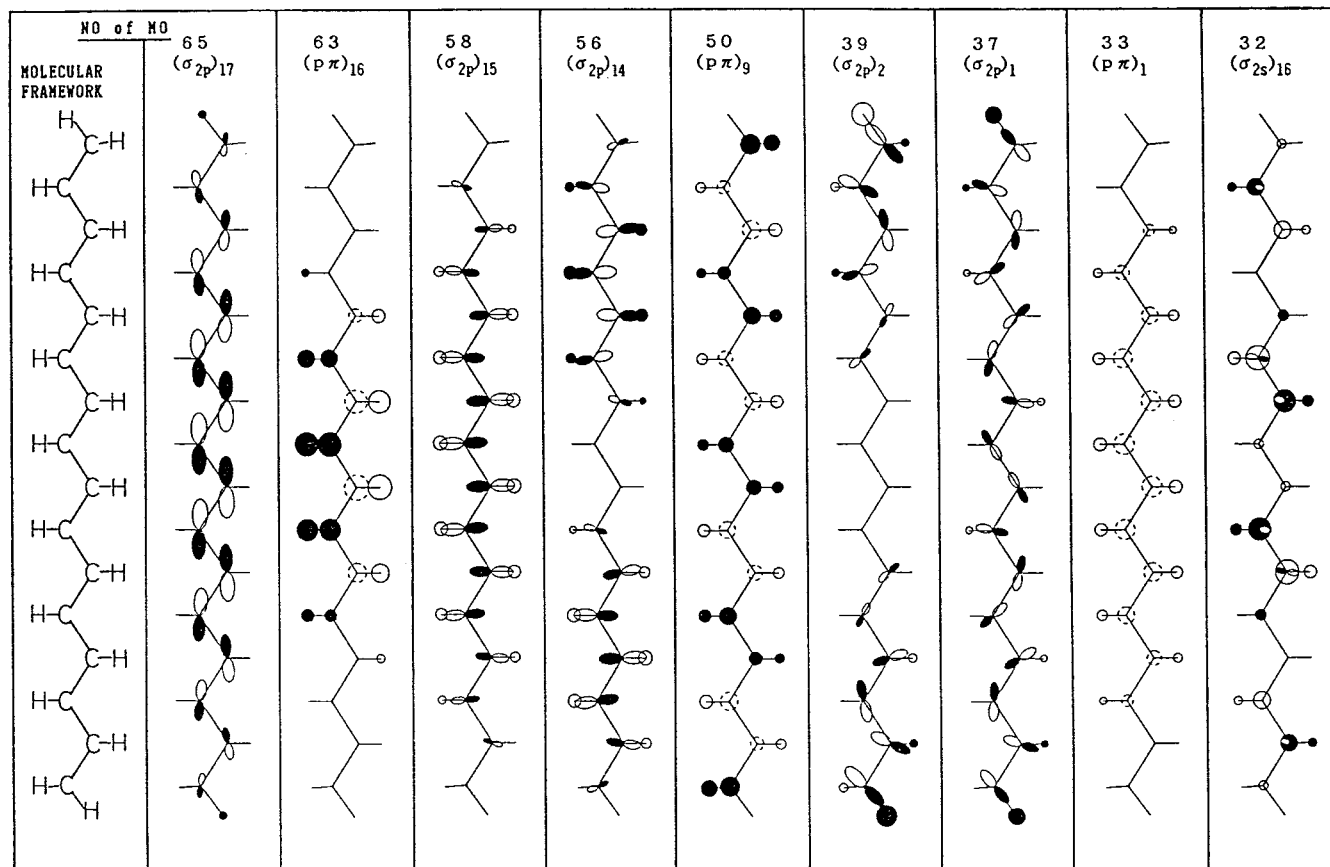 NO of MO
65 63 58 56 50 39 37 33 32
(σ2p)17 (pπ)16 (σ2p)15 (σ2p)14 (pπ)9 (σ2p)2 (σ2p)1 (pπ)1 (σ2s)16
MOLECULAR
FRAMEWORK
H
C-H
H-C
C-H
H-C
C-H
H-C
C-H
H-C
C-H
H-C
C-H
H-C
C-H
H-C
C-H
H-C
H